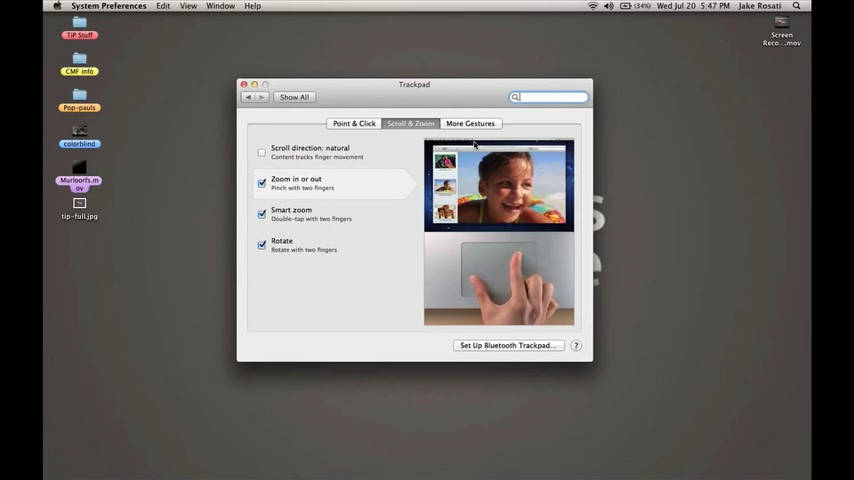 System Preferences Edit View Window Help (34%) Wed Jul 20 5:47 PM Jake Rosati
TiP Stuff
CMF info
Pop-pauls
colorblind
Murloorfs.m
ov
tip-full.jpg
Screen
Reco....mov
Trackpad
Show All
Point & Click Scroll & Zoom More Gestures
Scroll direction: natural
Content tracks finger movement
Zoom in or out
Pinch with two fingers
Smart zoom
Double-tap with two fingers
Rotate
Rotate with two fingers
Set Up Bluetooth Trackpad... ?
s
e